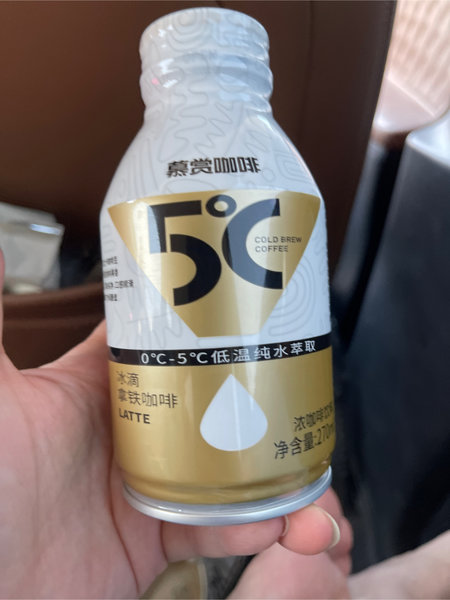 慕赏咖啡
5°C
COLD BREW
COFFEE
0°C-5°C低温纯水萃取
冰滴
拿铁咖啡
LATTE
浓咖啡饮料
净含量:270m